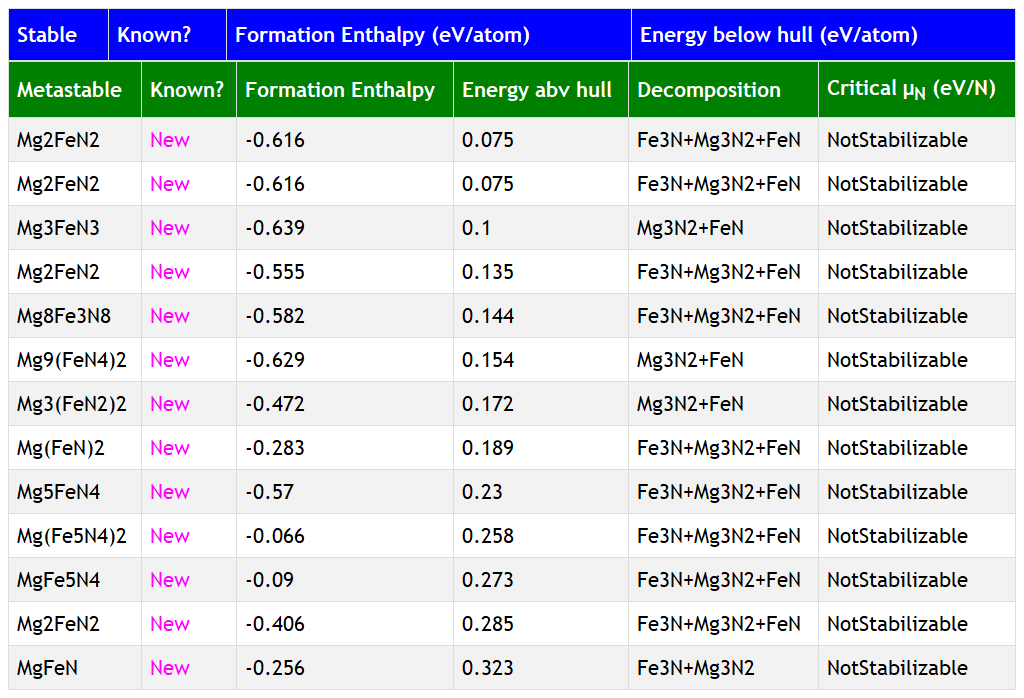 Stable Known? Formation Enthalpy (eV/atom) Energy below hull (eV/atom)
Metastable Known? Formation Enthalpy Energy abv hull Decomposition Critical μN (eV/N)
Mg2FeN2 New -0.616 0.075 Fe3N+Mg3N2+FeN NotStabilizable
Mg2FeN2 New -0.616 0.075 Fe3N+Mg3N2+FeN NotStabilizable
Mg3FeN3 New -0.639 0.1 Mg3N2+FeN NotStabilizable
Mg2FeN2 New -0.555 0.135 Fe3N+Mg3N2+FeN NotStabilizable
Mg8Fe3N8 New -0.582 0.144 Fe3N+Mg3N2+FeN NotStabilizable
Mg9(FeN4)2 New -0.629 0.154 Mg3N2+FeN NotStabilizable
Mg3(FeN2)2 New -0.472 0.172 Mg3N2+FeN NotStabilizable
Mg(FeN)2 New -0.283 0.189 Fe3N+Mg3N2+FeN NotStabilizable
Mg5FeN4 New -0.57 0.23 Fe3N+Mg3N2+FeN NotStabilizable
Mg(Fe5N4)2 New -0.066 0.258 Fe3N+Mg3N2+FeN NotStabilizable
MgFe5N4 New -0.09 0.273 Fe3N+Mg3N2+FeN NotStabilizable
Mg2FeN2 New -0.406 0.285 Fe3N+Mg3N2+FeN NotStabilizable
MgFeN New -0.256 0.323 Fe3N+Mg3N2 NotStabilizable